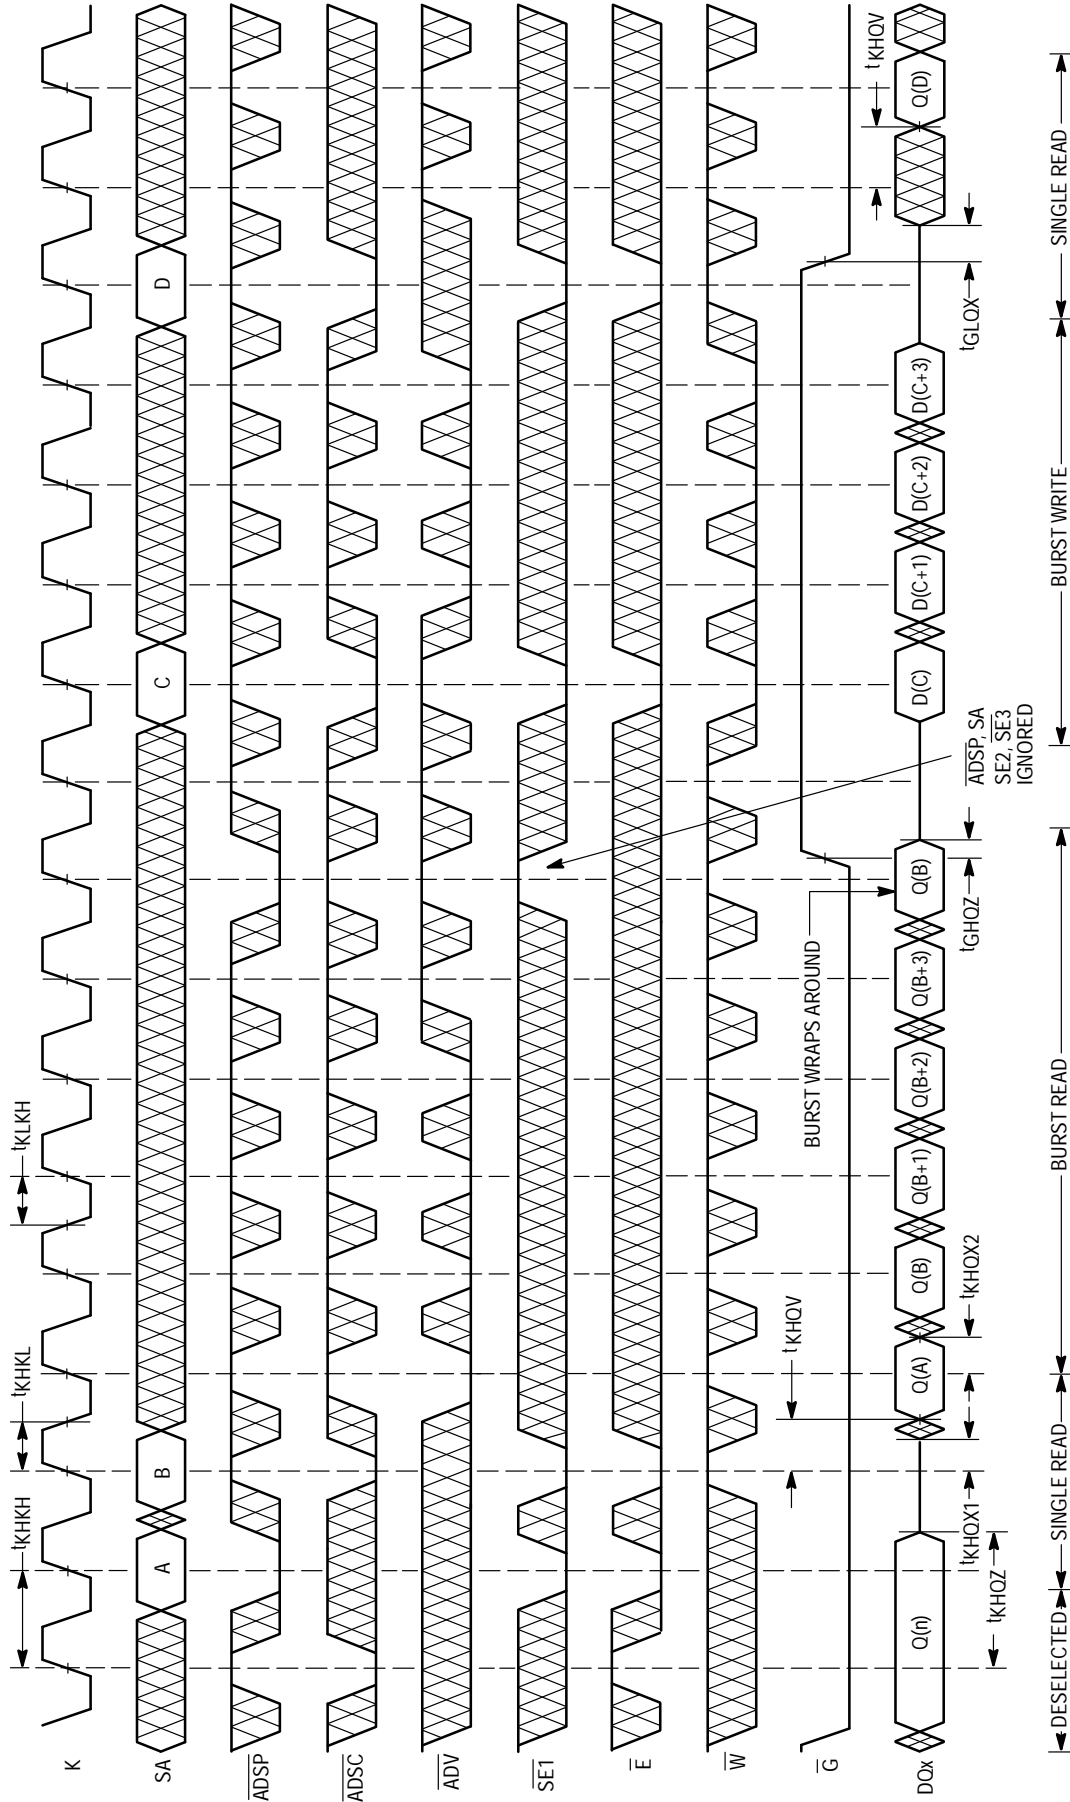 K
SA
ADSP
ADSC
ADV
SE1
E
W
G
DQx
tKHKH
tKHKL
tKLKH
A
B
C
D
tKHQV
tKHQV
BURST WRAPS AROUND
Q(n)
Q(A)
Q(B)
Q(B+1)
Q(B+2)
Q(B+3)
Q(B)
D(C)
D(C+1)
D(C+2)
D(C+3)
Q(D)
tKHQX1
tKHQX2
tKHQZ
tGHQZ
ADSP, SA
SE2, SE3
IGNORED
tGLQX
DESELECTED
SINGLE READ
BURST READ
BURST WRITE
SINGLE READ